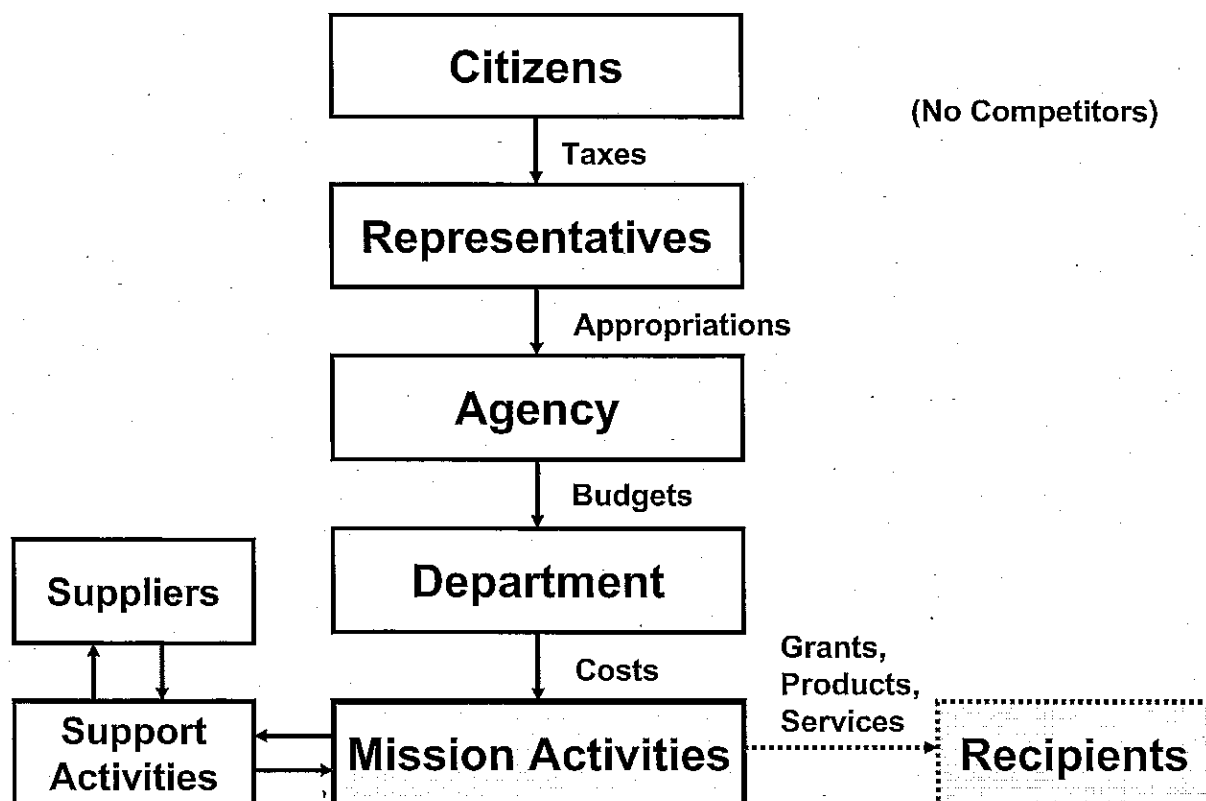 Citizens
(No Competitors)
Taxes
Representatives
Appropriations
Agency
Budgets
Suppliers
Department
Costs
Grants,
Products,
Services
Support
Activities
Mission Activities
Recipients